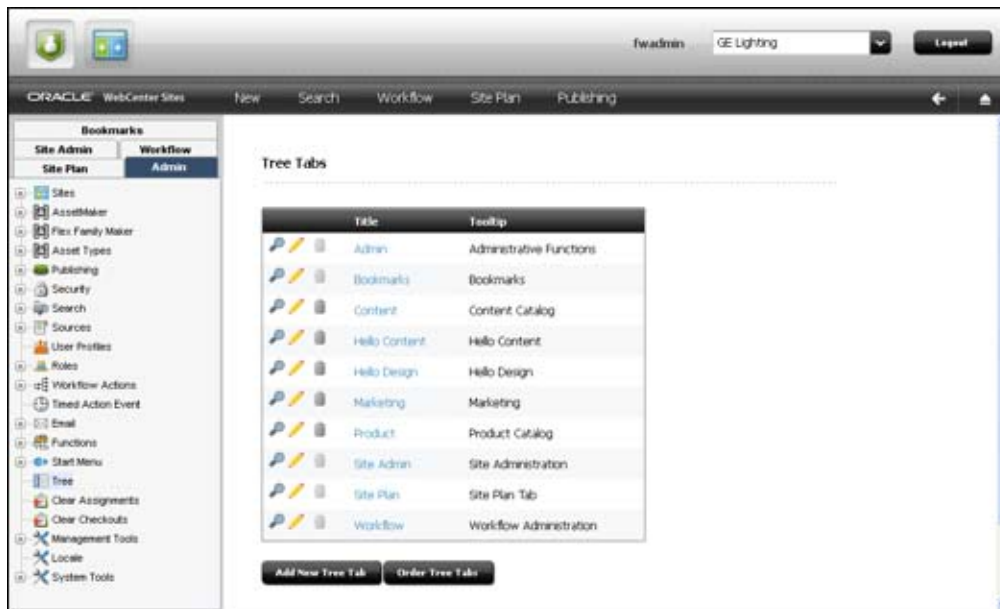 fwadmin GE Lighting Logout
ORACLE WebCenter Sites New Search Workflow Site Plan Publishing
Bookmarks
Site Admin Workflow
Site Plan Admin
Sites
AssetMaker
Flex Family Maker
Asset Types
Publishing
Security
Search
Sources
User Profiles
Roles
Workflow Actions
Timed Action Event
Email
Functions
Start Menu
Tree
Clear Assignments
Clear Checkouts
Management Tools
Locale
System Tools
Tree Tabs
Title Tooltip
Admin Administrative Functions
Bookmarks Bookmarks
Content Content Catalog
Hello Content Hello Content
Hello Design Hello Design
Marketing Marketing
Product Product Catalog
Site Admin Site Administration
Site Plan Site Plan Tab
Workflow Workflow Administration
Add New Tree Tab Order Tree Tabs